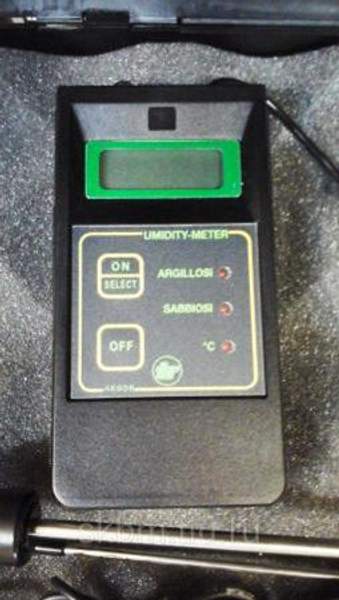 UMIDITY-METER
ON
SELECT
ARGILLOSI
SABBIOSI
OFF
°C